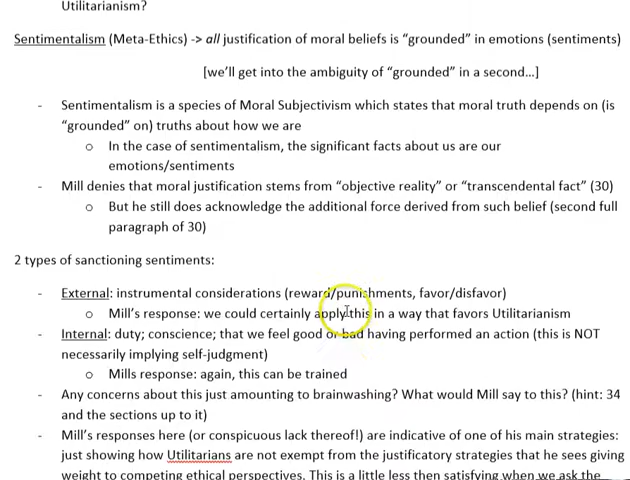 Utilitarianism?
Sentimentalism (Meta-Ethics) -> all justification of moral beliefs is “grounded” in emotions (sentiments)
[we’ll get into the ambiguity of “grounded” in a second...]
- Sentimentalism is a species of Moral Subjectivism which states that moral truth depends on (is
“grounded” on) truths about how we are
o In the case of sentimentalism, the significant facts about us are our
emotions/sentiments
- Mill denies that moral justification stems from “objective reality” or “transcendental fact” (30)
o But he still does acknowledge the additional force derived from such belief (second full
paragraph of 30)
2 types of sanctioning sentiments:
- External: instrumental considerations (reward/punishments, favor/disfavor)
o Mill’s response: we could certainly apply this in a way that favors Utilitarianism
- Internal: duty; conscience; that we feel good or bad having performed an action (this is NOT
necessarily implying self-judgment)
o Mills response: again, this can be trained
- Any concerns about this just amounting to brainwashing? What would Mill say to this? (hint: 34
and the sections up to it)
- Mill’s responses here (or conspicuous lack thereof!) are indicative of one of his main strategies:
just showing how Utilitarians are not exempt from the justificatory strategies that he sees giving
weight to competing ethical perspectives. This is a little less then satisfying when we ask the